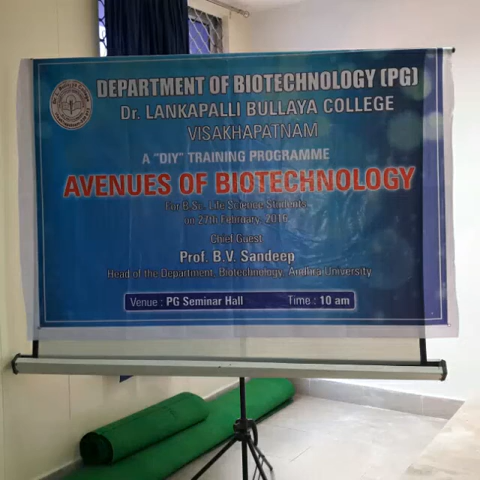 DEPARTMENT OF BIOTECHNOLOGY (PG)
Dr. LANKAPALLI BULLAYA COLLEGE
VISAKHAPATNAM
A "DIY" TRAINING PROGRAMME
AVENUES OF BIOTECHNOLOGY
For B.Sc. Life Science Students
on 27th February, 2016
Chief Guest
Prof. B.V. Sandeep
Head of the Department, Biotechnology, Andhra University
Venue : PG Seminar Hall Time : 10 am